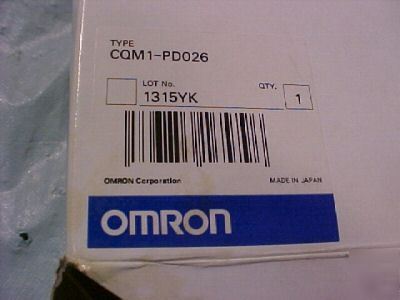 TYPE
CQM1-PD026
LOT No.
QTY.
1315YK
1
OMRON Corporation
MADE IN JAPAN
OMRON